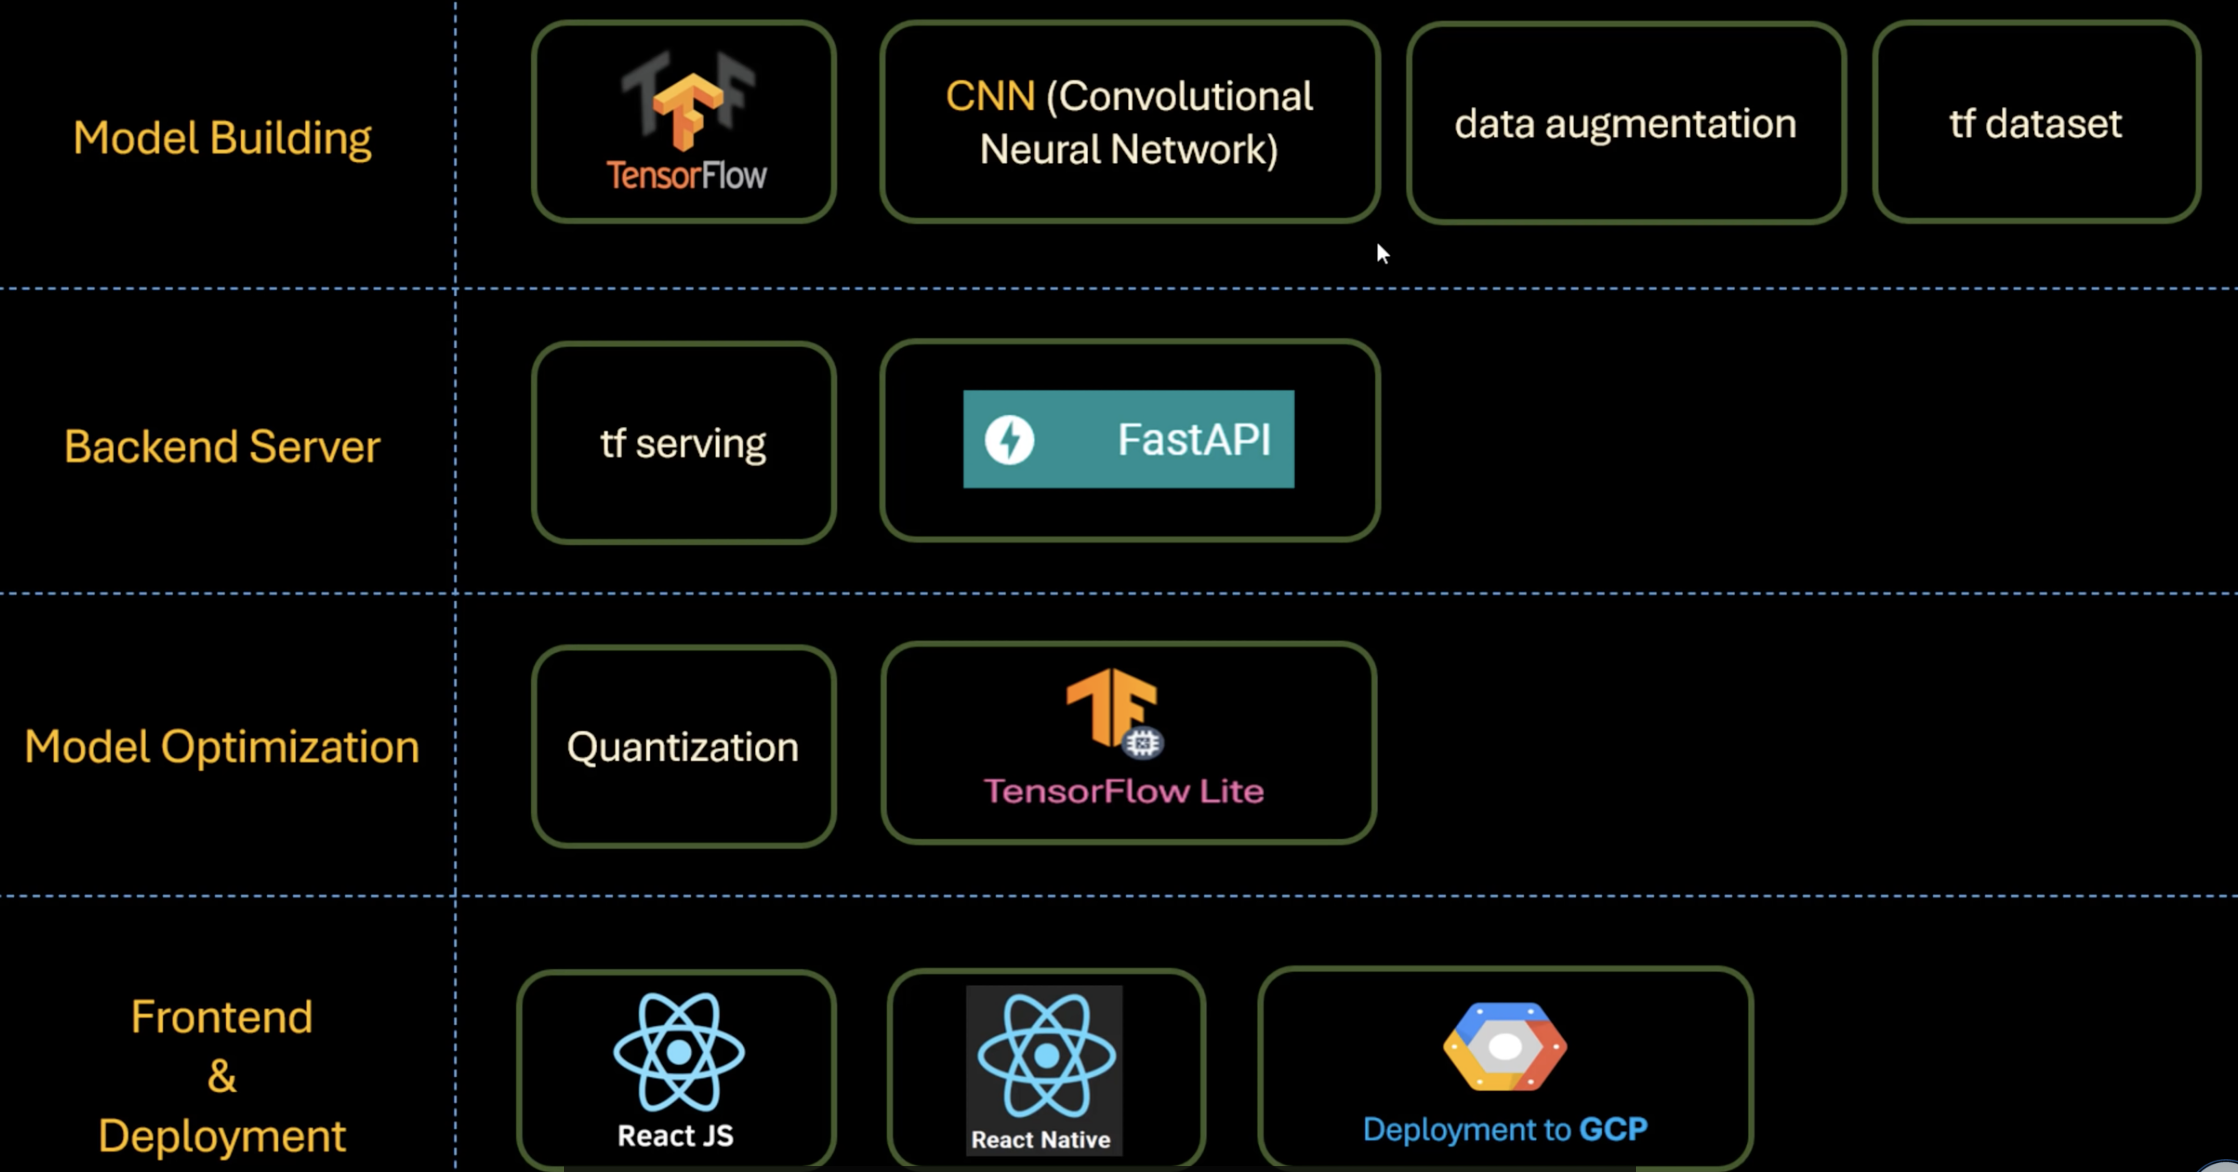 Model Building
TensorFlow
CNN (Convolutional
Neural Network)
data augmentation
tf dataset
Backend Server
tf serving
FastAPI
Model Optimization
Quantization
TensorFlow Lite
Frontend
&
Deployment
React JS
React Native
Deployment to GCP